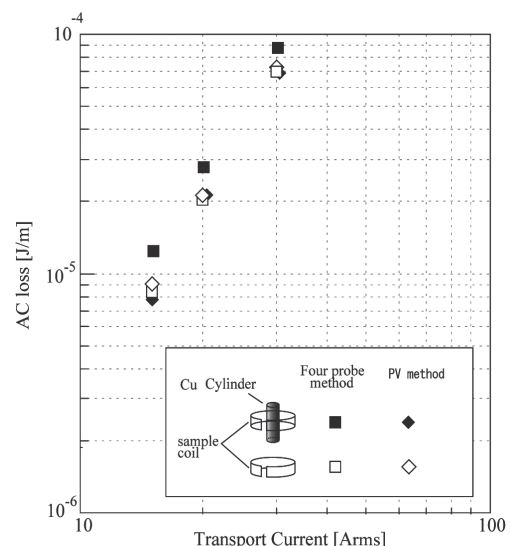 10-4
10-5
10-6
AC loss [J/m]
Four probe
method
PV method
Cu Cylinder
sample
coil
10
100
Transport Current [Arms]